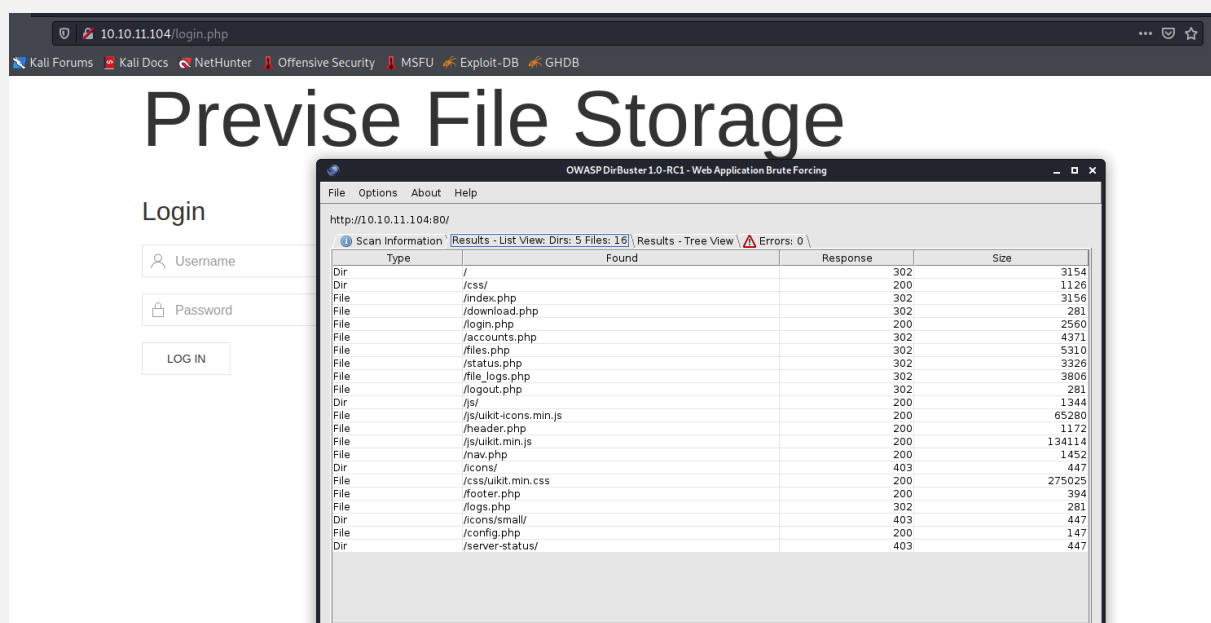 10.10.11.104/login.php
Kali Forums Kali Docs NetHunter Offensive Security MSFU Exploit-DB GHDB
Previse File Storage
Login
Username
Password
LOG IN
OWASP DirBuster 1.0-RC1 - Web Application Brute Forcing
File Options About Help
http://10.10.11.104:80/
Scan Information Results - List View: Dirs: 5 Files: 16 Results - Tree View Errors: 0
Type Found Response Size
Dir / 302 3154
Dir /css/ 200 1126
File /index.php 302 3156
File /download.php 302 281
File /login.php 200 2560
File /accounts.php 302 4371
File /files.php 302 5310
File /status.php 302 3326
File /file_logs.php 302 3806
File /logout.php 302 281
Dir /js/ 200 1344
File /js/uikit-icons.min.js 200 65280
File /header.php 200 1172
File /js/uikit.min.js 200 134114
File /nav.php 200 1452
Dir /icons/ 403 447
File /css/uikit.min.css 200 275025
File /footer.php 200 394
File /logs.php 302 281
Dir /icons/small/ 403 447
File /config.php 200 147
Dir /server-status/ 403 447